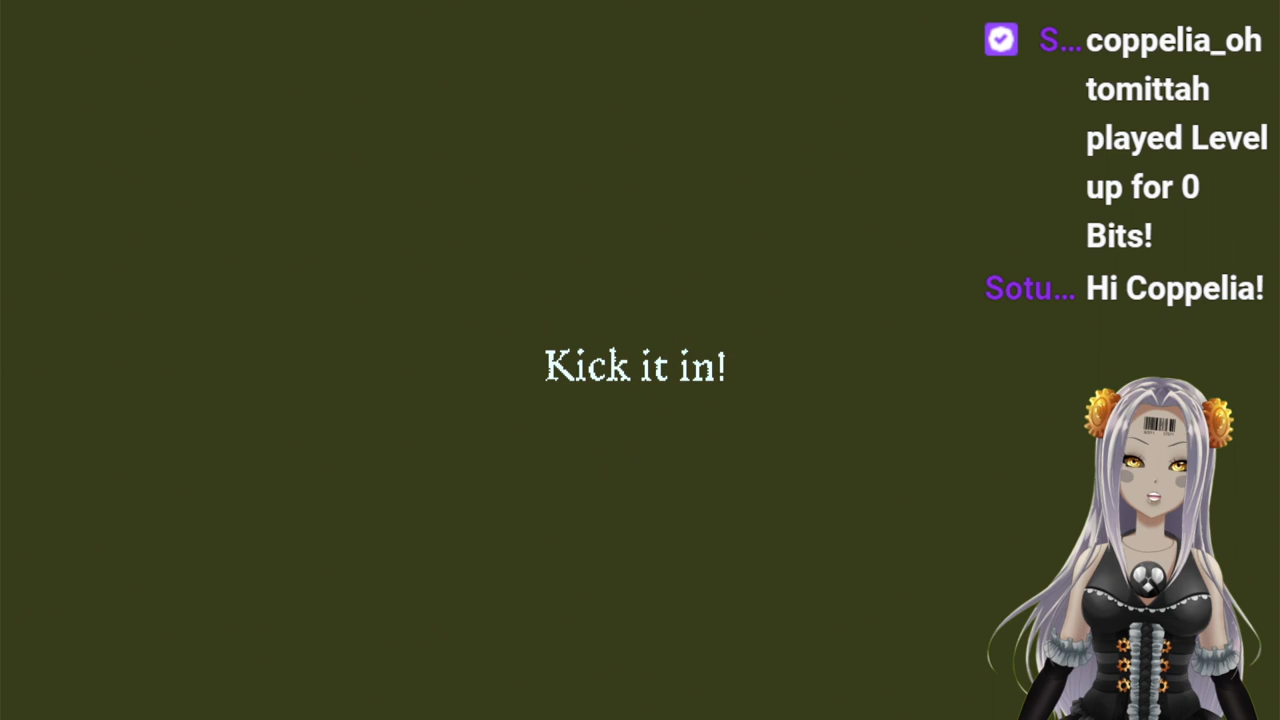 S... coppelia_oh
tomittah
played Level
up for 0
Bits!
Sotu... Hi Coppelia!
Kick it in!